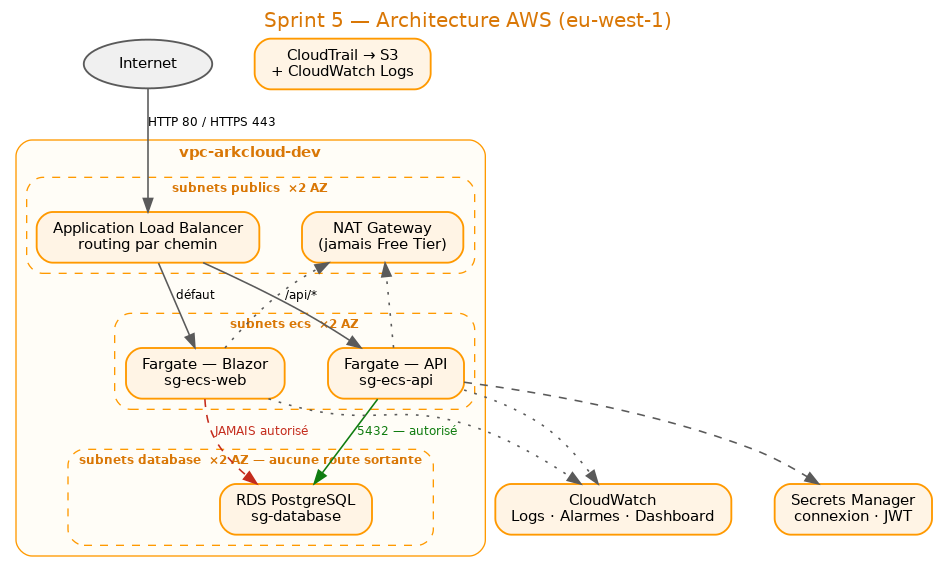 Sprint 5 — Architecture AWS (eu-west-1)
Internet
CloudTrail → S3
+ CloudWatch Logs
HTTP 80 / HTTPS 443
vpc-arkcloud-dev
subnets publics ×2 AZ
Application Load Balancer
routing par chemin
NAT Gateway
(jamais Free Tier)
défaut
/api/*
subnets ecs ×2 AZ
Fargate — Blazor
sg-ecs-web
Fargate — API
sg-ecs-api
JAMAIS autorisé
5432 — autorisé
subnets database ×2 AZ — aucune route sortante
RDS PostgreSQL
sg-database
CloudWatch
Logs · Alarmes · Dashboard
Secrets Manager
connexion · JWT